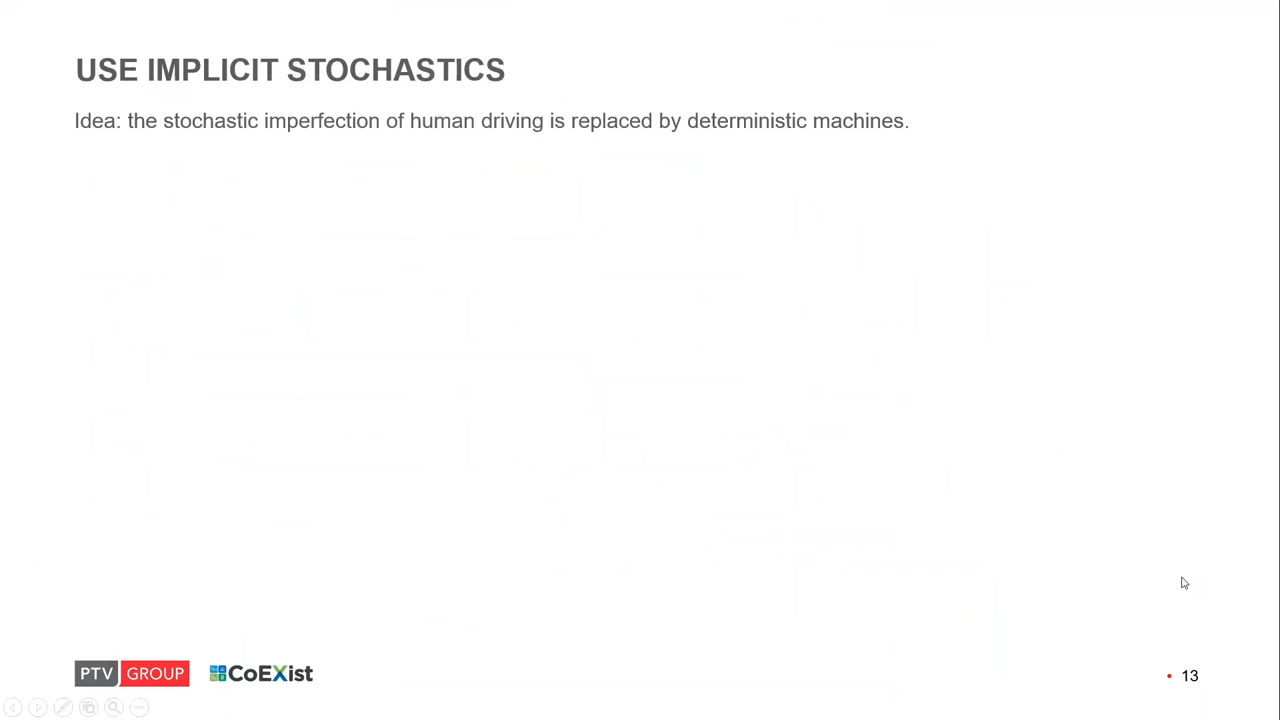 USE IMPLICIT STOCHASTICS
Idea: the stochastic imperfection of human driving is replaced by deterministic machines.
PTV GROUP CoEXist
• 13